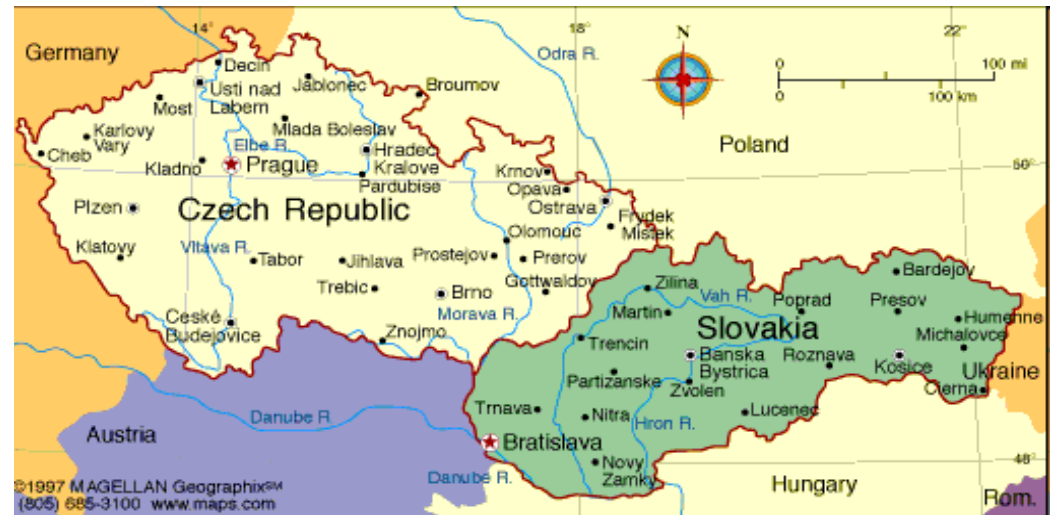 14°
18°
22°
Germany
Decin
Odra R.
N
0
100 mi
0
100 km
Usti nad
Labem
Jablonec
Broumov
Most
Karlovy
Vary
Mlada Boleslav
Elbe R.
Cheb
Kladno
Prague
Hradec
Kralove
Pardubise
Poland
50°
Krnov
Opava
Ostrava
Plzen
Czech Republic
Frydek
Mistek
Olomouc
Klatovy
Vltava R.
Tabor
Jihlava
Prostejov
Prerov
Trebic
Brno
Gottwaldov
Morava R.
Ceske
Budejovice
Znojmo
Zilina
Vah R.
Bardejov
Martin
Poprad
Presov
Slovakia
Humenne
Michalovce
Trencin
Banska
Bystrica
Roznava
Kosice
Ukraine
Partizanske
Zvolen
Cierna
Trnava
Nitra
Hron R.
Lucenec
Danube R
Austria
Bratislava
Novy
Zamky
Danube R.
48°
Hungary
Rom.
©1997 MAGELLAN Geographix℠
(805) 685-3100 www.maps.com